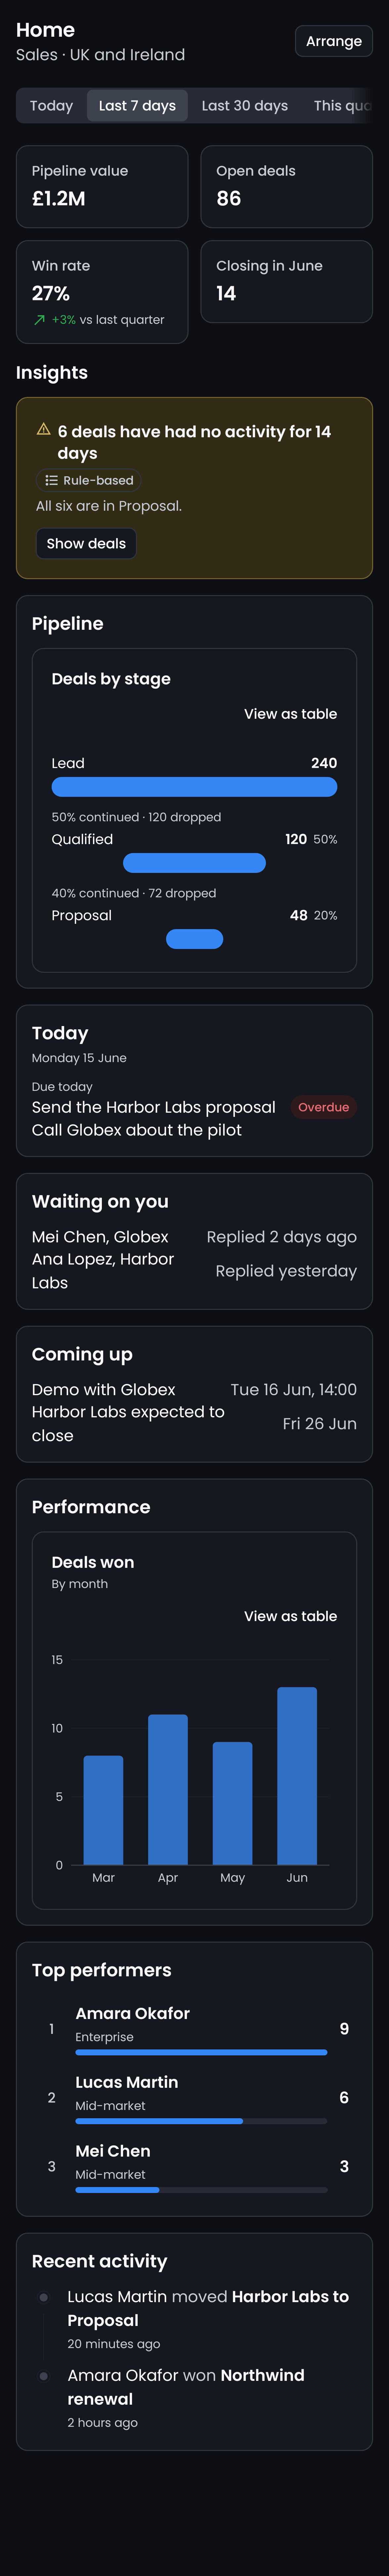 Home
Sales · UK and Ireland
Arrange
Today
Last 7 days
Last 30 days
This qua
Pipeline value
£1.2M
Open deals
86
Win rate
27%
+3% vs last quarter
Closing in June
14
Insights
6 deals have had no activity for 14
days
Rule-based
All six are in Proposal.
Show deals
Pipeline
Deals by stage
View as table
Lead
240
50% continued · 120 dropped
Qualified
120 50%
40% continued · 72 dropped
Proposal
48 20%
Today
Monday 15 June
Due today
Send the Harbor Labs proposal
Overdue
Call Globex about the pilot
Waiting on you
Mei Chen, Globex
Replied 2 days ago
Ana Lopez, Harbor
Labs
Replied yesterday
Coming up
Demo with Globex
Tue 16 Jun, 14:00
Harbor Labs expected to
close
Fri 26 Jun
Performance
Deals won
By month
View as table
15
10
5
0
Mar
Apr
May
Jun
Top performers
1
Amara Okafor
Enterprise
9
2
Lucas Martin
Mid-market
6
3
Mei Chen
Mid-market
3
Recent activity
Lucas Martin moved Harbor Labs to
Proposal
20 minutes ago
Amara Okafor won Northwind
renewal
2 hours ago